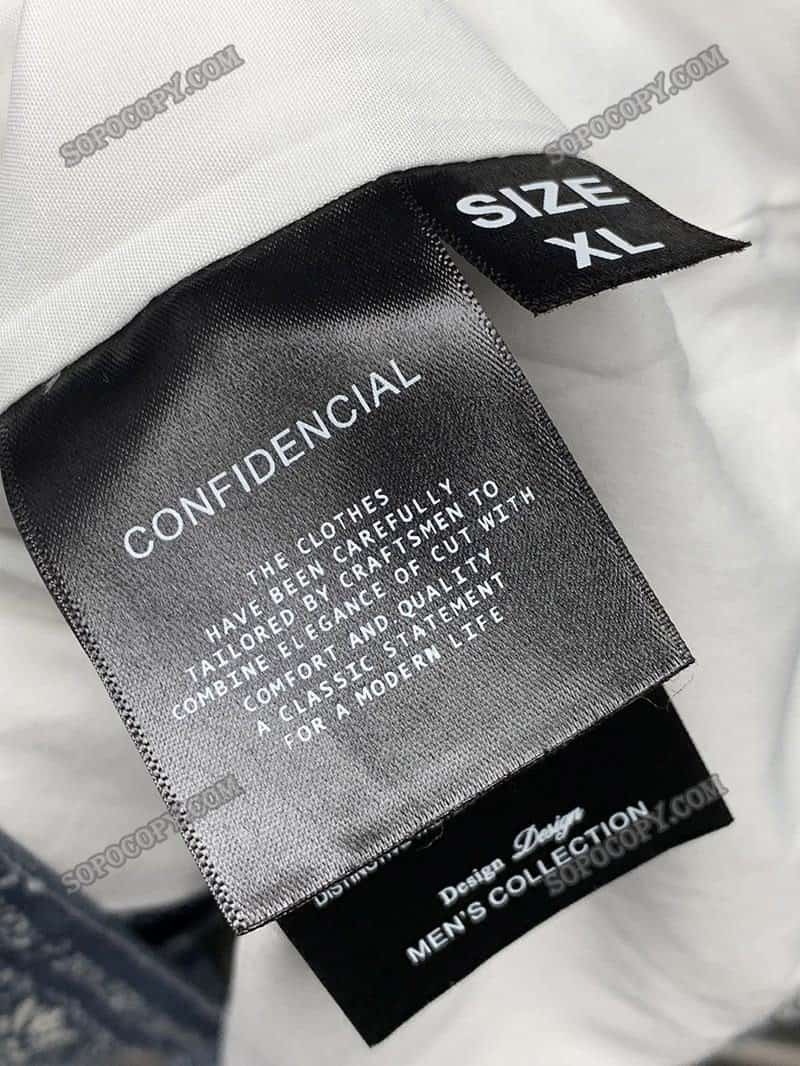 SOPOCOPY.COM
SOPOCOPY.COM
SIZE
XL
CONFIDENCIAL
THE CLOTHES
HAVE BEEN CAREFULLY
TAILORED BY CRAFTSMEN TO
COMBINE ELEGANCE OF CUT WITH
COMFORT AND QUALITY
A CLASSIC STATEMENT
FOR A MODERN LIFE
SOPOCOPY.COM
SOPOCOPY.COM
Design Design
MEN'S COLLECTION